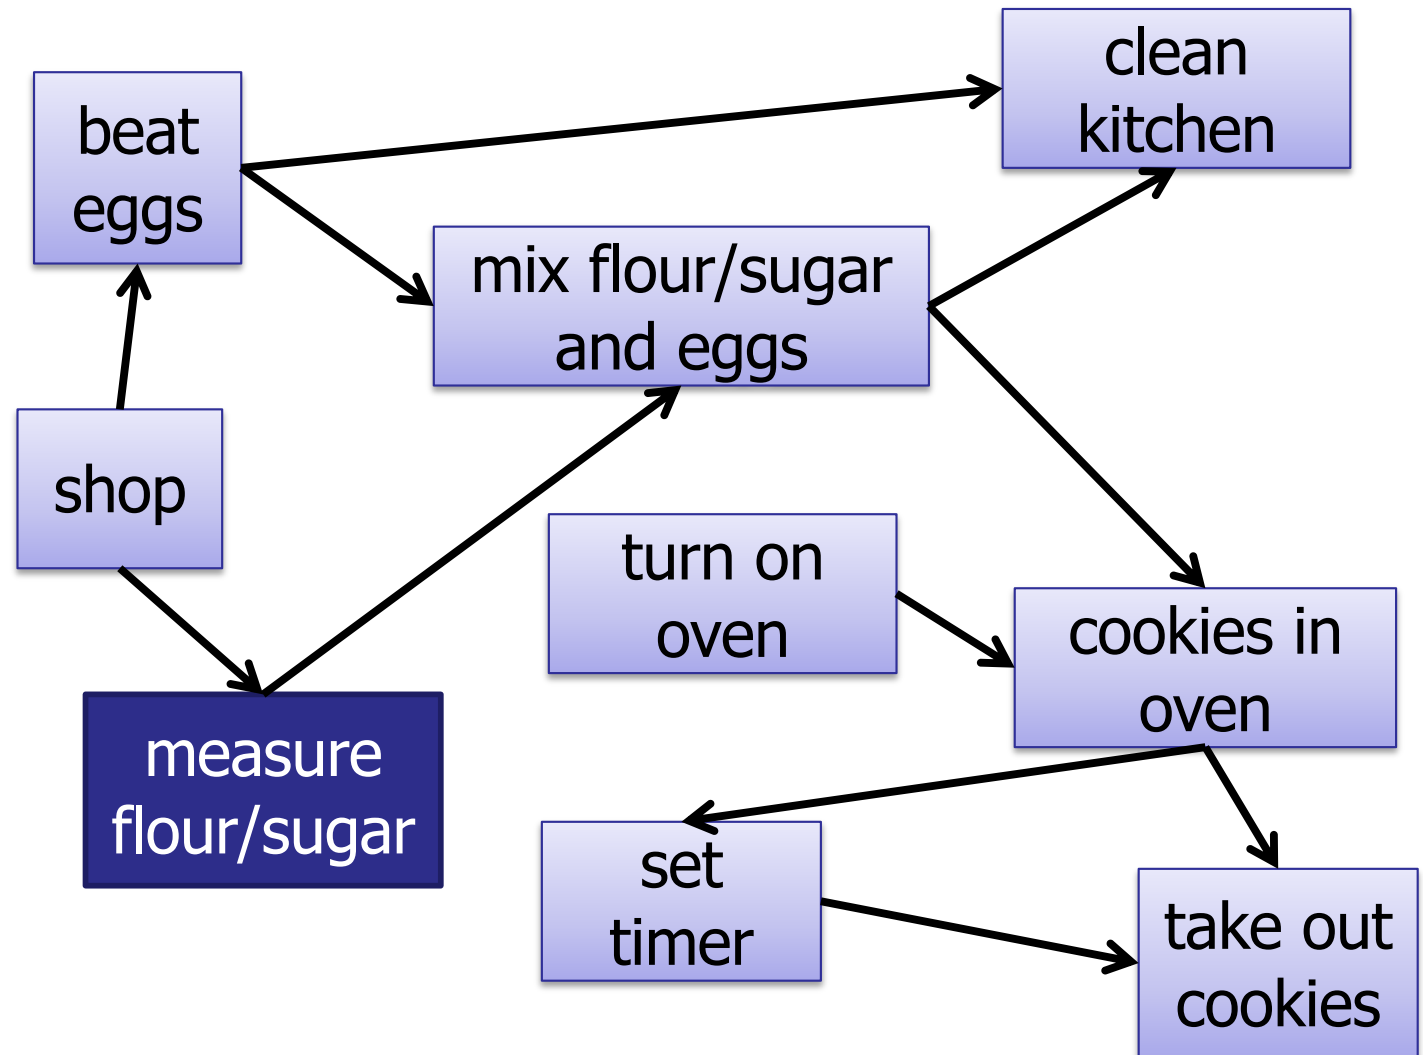 clean
kitchen
beat
eggs
mix flour/sugar
and eggs
shop
turn on
oven
cookies in
oven
measure
flour/sugar
set
timer
take out
cookies